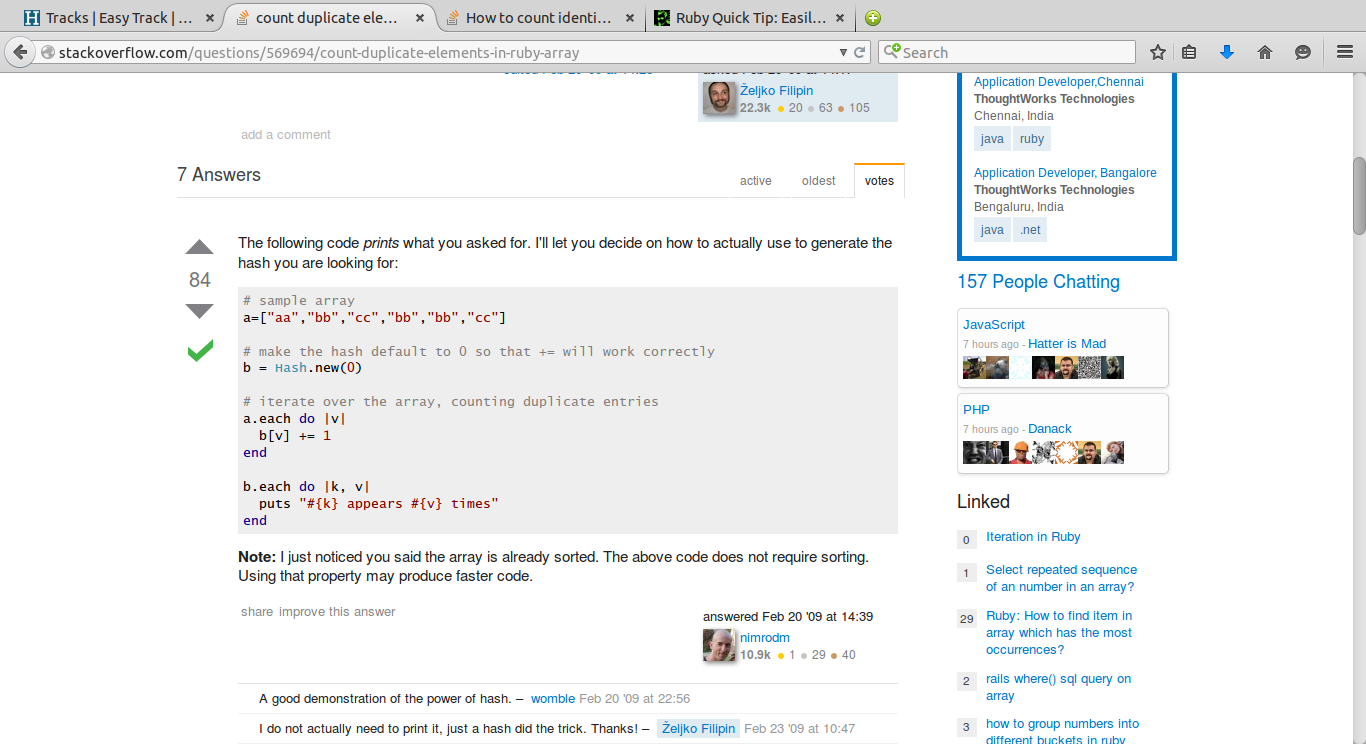 Tracks | Easy Track | ...
count duplicate ele...
How to count identi...
Ruby Quick Tip: Easil...
stackoverflow.com/questions/569694/count-duplicate-elements-in-ruby-array
Search
Željko Filipin
22.3k 20 63 105
add a comment
7 Answers
active
oldest
votes
84
The following code prints what you asked for. I'll let you decide on how to actually use to generate the
hash you are looking for:
# sample array
a=["aa","bb","cc","bb","bb","cc"]
# make the hash default to 0 so that += will work correctly
b = Hash.new(0)
# iterate over the array, counting duplicate entries
a.each do |v|
b[v] += 1
end
b.each do |k, v|
puts "#{k} appears #{v} times"
end
Note: I just noticed you said the array is already sorted. The above code does not require sorting.
Using that property may produce faster code.
share improve this answer
answered Feb 20 '09 at 14:39
nimrodm
10.9k 1 29 40
A good demonstration of the power of hash. – womble Feb 20 '09 at 22:56
I do not actually need to print it, just a hash did the trick. Thanks! – Željko Filipin Feb 23 '09 at 10:47
Application Developer,Chennai
ThoughtWorks Technologies
Chennai, India
java ruby
Application Developer, Bangalore
ThoughtWorks Technologies
Bengaluru, India
java .net
157 People Chatting
JavaScript
7 hours ago - Hatter is Mad
PHP
7 hours ago - Danack
Linked
0 Iteration in Ruby
1 Select repeated sequence
of an number in an array?
29 Ruby: How to find item in
array which has the most
occurrences?
2 rails where() sql query on
array
3 how to group numbers into
different buckets in ruby